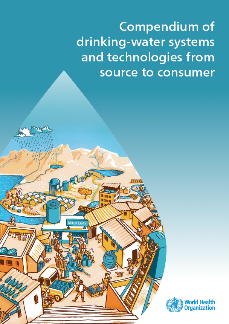 Compendium of
drinking-water systems
and technologies from
source to consumer
World Health
Organization